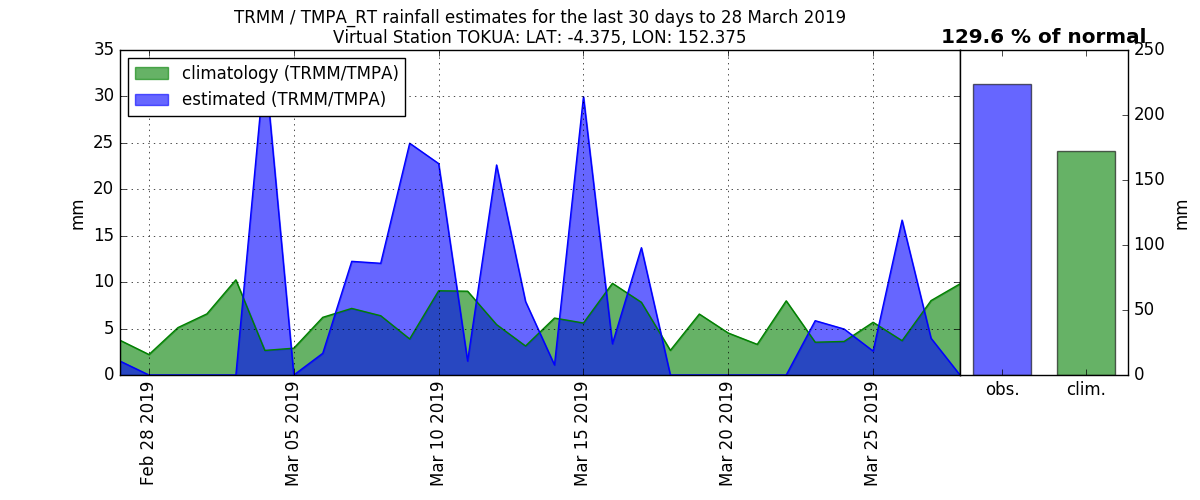 TRMM / TMPA_RT rainfall estimates for the last 30 days to 28 March 2019
Virtual Station TOKUA: LAT: -4.375, LON: 152.375
129.6 % of normal
climatology (TRMM/TMPA)
estimated (TRMM/TMPA)
mm
35
30
25
20
15
10
5
0
Feb 28 2019
Mar 05 2019
Mar 10 2019
Mar 15 2019
Mar 20 2019
Mar 25 2019
obs.
clim.
250
200
150
100
50
0
mm